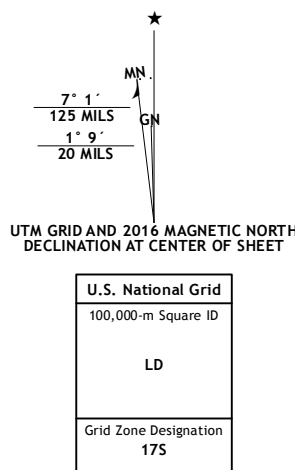 ★
MN
7° 1´
125 MILS
GN
1° 9´
20 MILS
UTM GRID AND 2016 MAGNETIC NORTH
DECLINATION AT CENTER OF SHEET
U.S. National Grid
100,000-m Square ID
LD
Grid Zone Designation
17S